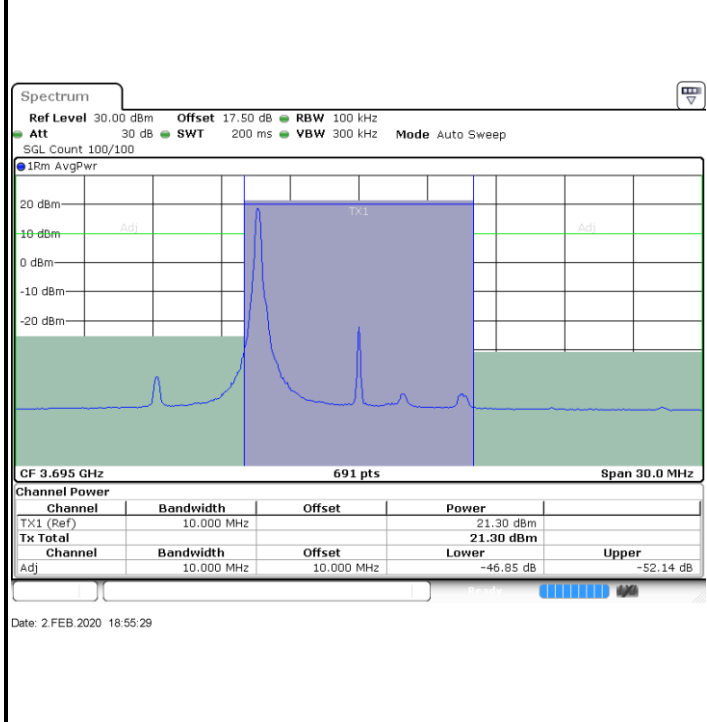 Spectrum
Ref Level 30.00 dBm Offset 17.50 dB RBW 100 kHz
Att 30 dB SWT 200 ms VBW 300 kHz Mode Auto Sweep
SGL Count 100/100
1Rm AvgPwr
20 dBm
TX1
Adj Adj
10 dBm
0 dBm
-10 dBm
-20 dBm
CF 3.695 GHz 691 pts Span 30.0 MHz
Channel Power
Channel Bandwidth Offset Power
TX1 (Ref) 10.000 MHz 21.30 dBm
Tx Total 21.30 dBm
Channel Bandwidth Offset Lower Upper
Adj 10.000 MHz 10.000 MHz -46.85 dB -52.14 dB
Ready
Date: 2.FEB.2020 18:55:29